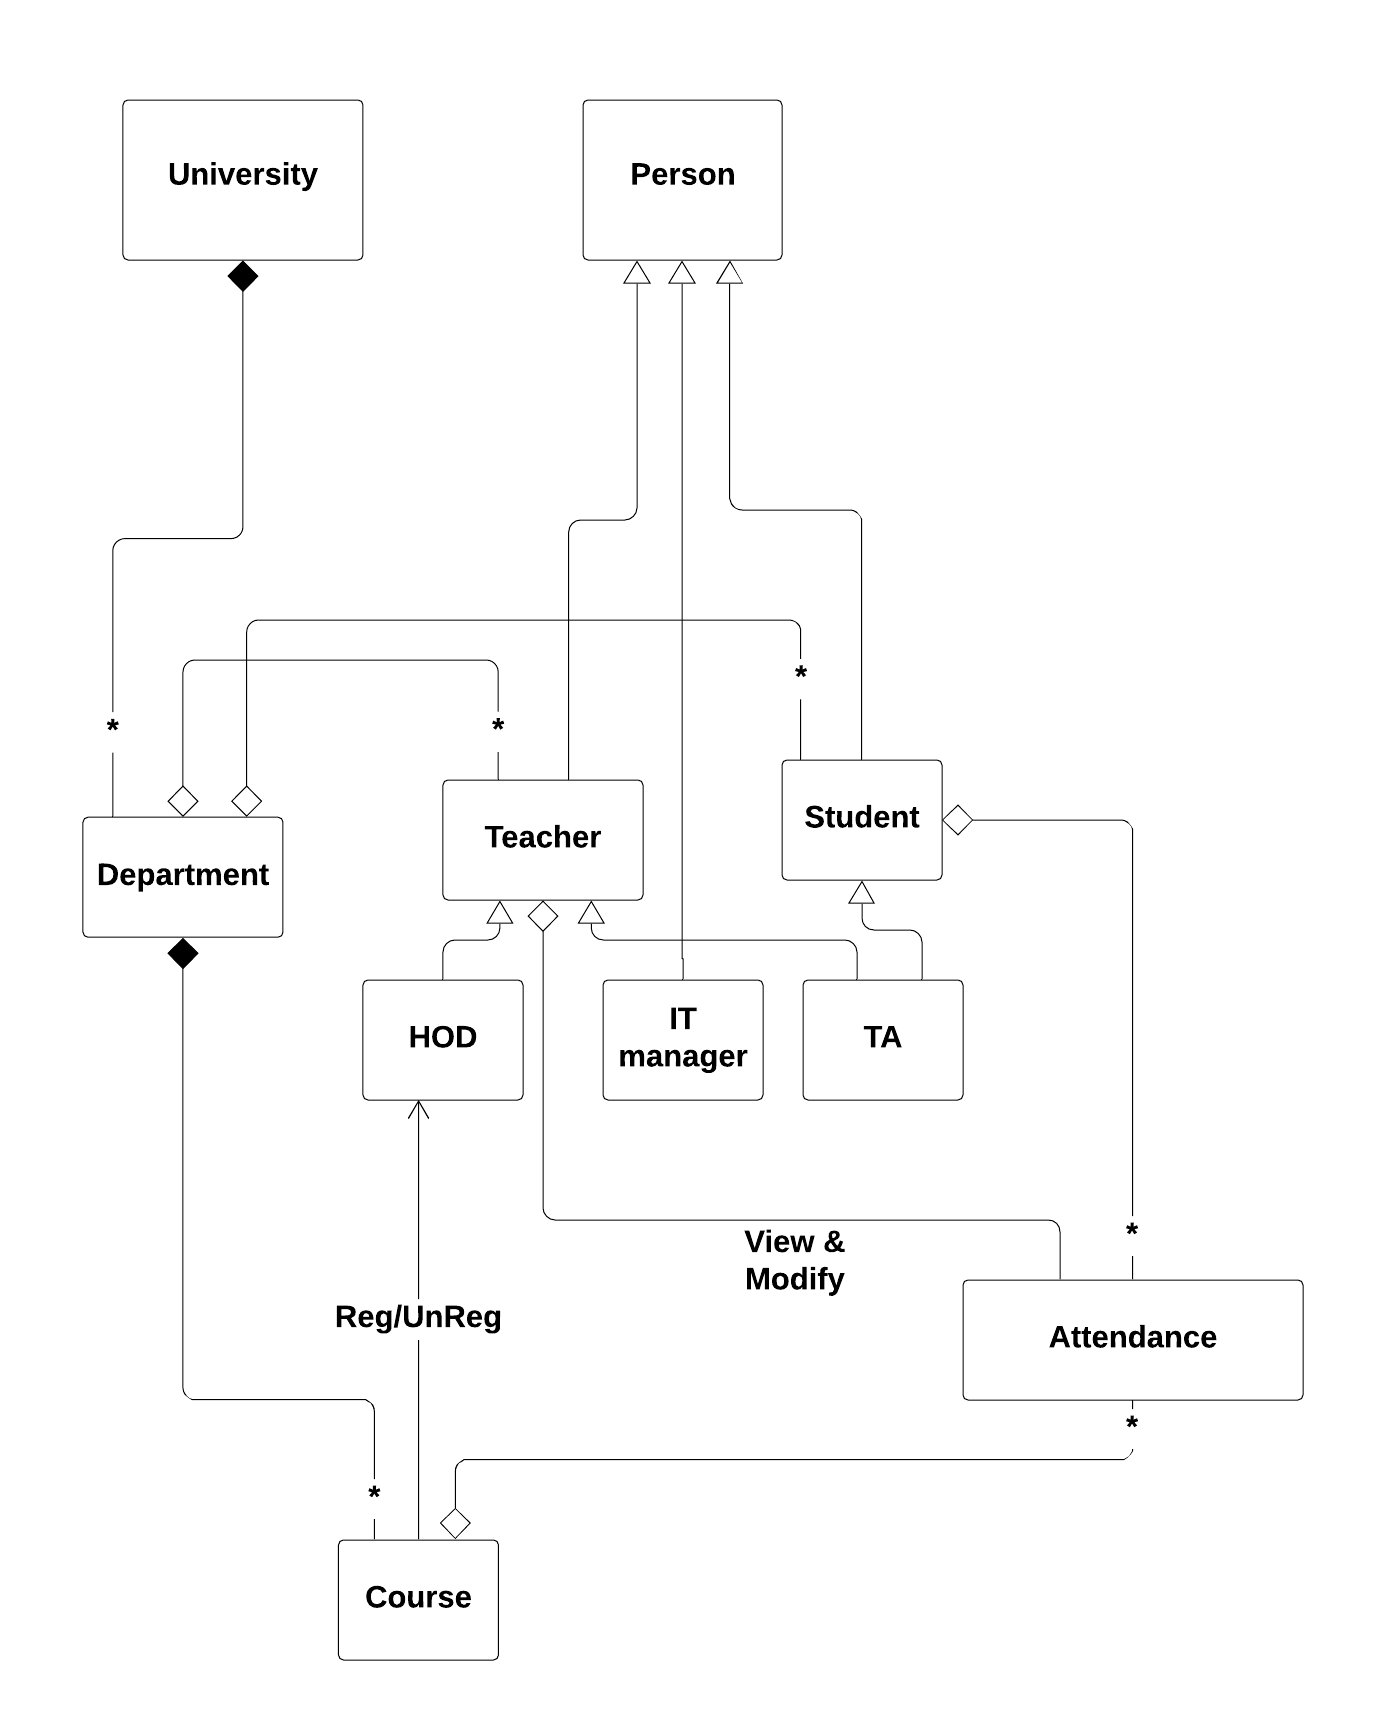 University
Person
*
*
*
Student
Teacher
Department
IT
manager
HOD
TA
*
View &
Modify
Reg/UnReg
Attendance
*
*
Course